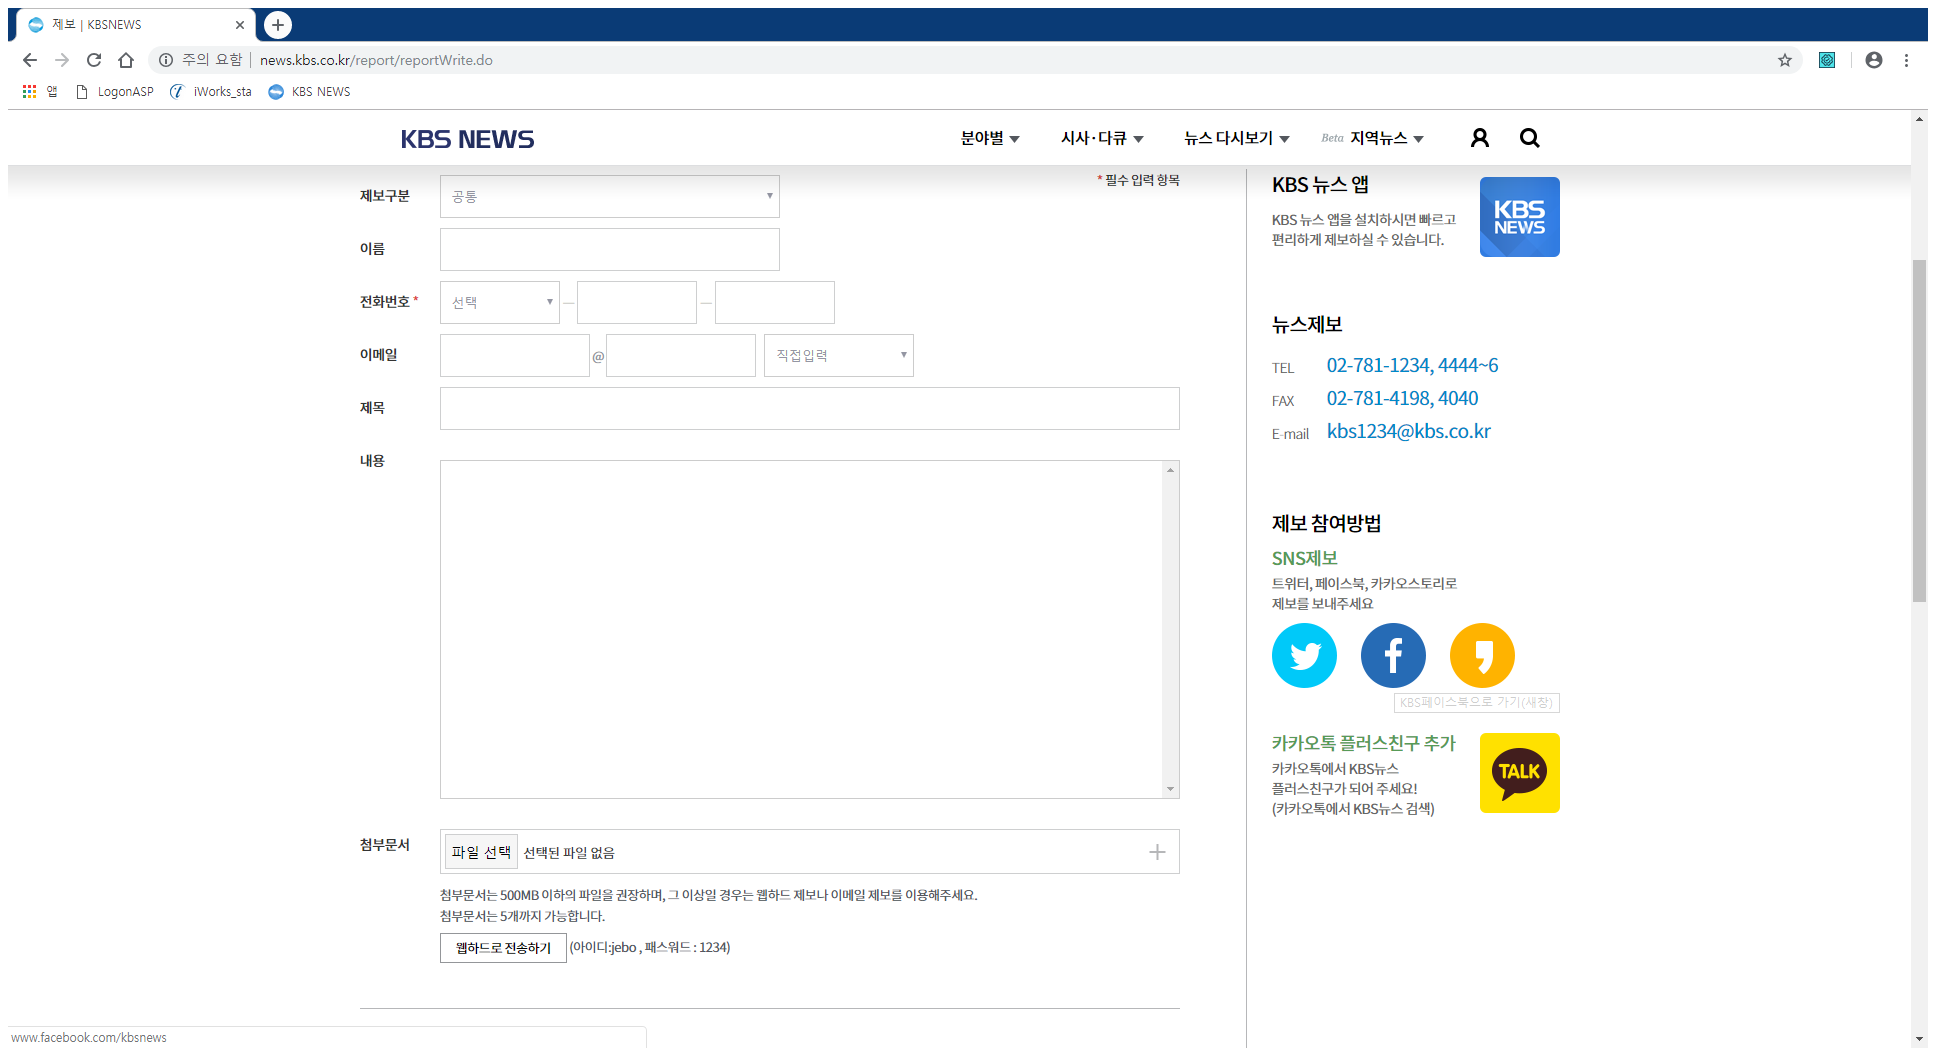 제보 | KBSNEWS
주의 요함 | news.kbs.co.kr/report/reportWrite.do
앱 LogonASP iWorks_sta KBS NEWS
KBS NEWS 분야별 시사·다큐 뉴스 다시보기 Beta 지역뉴스
* 필수 입력 항목
제보구분 공통
이름
전화번호 * 선택 — —
이메일 @ 직접입력
제목
내용
첨부문서 파일 선택 선택된 파일 없음 +
첨부문서는 500MB 이하의 파일을 권장하며, 그 이상일 경우는 웹하드 제보나 이메일 제보를 이용해주세요.
첨부문서는 5개까지 가능합니다.
웹하드로 전송하기 (아이디:jebo , 패스워드 : 1234)
KBS 뉴스 앱
KBS 뉴스 앱을 설치하시면 빠르고
편리하게 제보하실 수 있습니다.
KBS
NEWS
뉴스제보
TEL 02-781-1234, 4444~6
FAX 02-781-4198, 4040
E-mail kbs1234@kbs.co.kr
제보 참여방법
SNS제보
트위터, 페이스북, 카카오스토리로
제보를 보내주세요
KBS페이스북으로 가기(새창)
카카오톡 플러스친구 추가
카카오톡에서 KBS뉴스
플러스친구가 되어 주세요!
(카카오톡에서 KBS뉴스 검색)
TALK
www.facebook.com/kbsnews